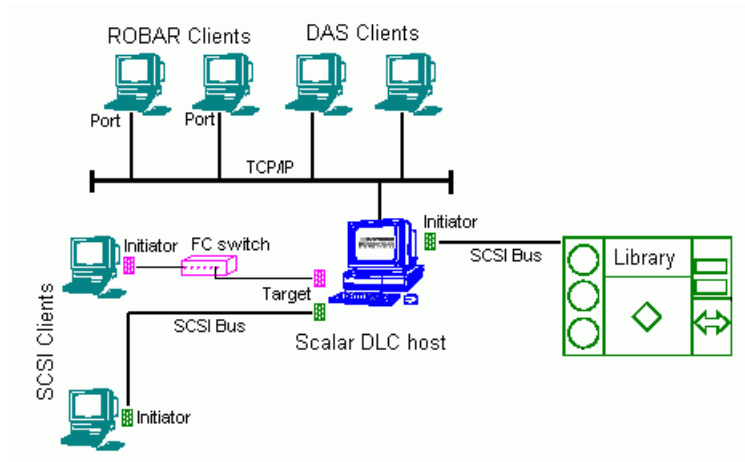 ROBAR Clients
DAS Clients
Port
Port
TCP/IP
Initiator
FC switch
Initiator
SCSI Bus
Library
Target
SCSI Clients
SCSI Bus
Scalar DLC host
Initiator